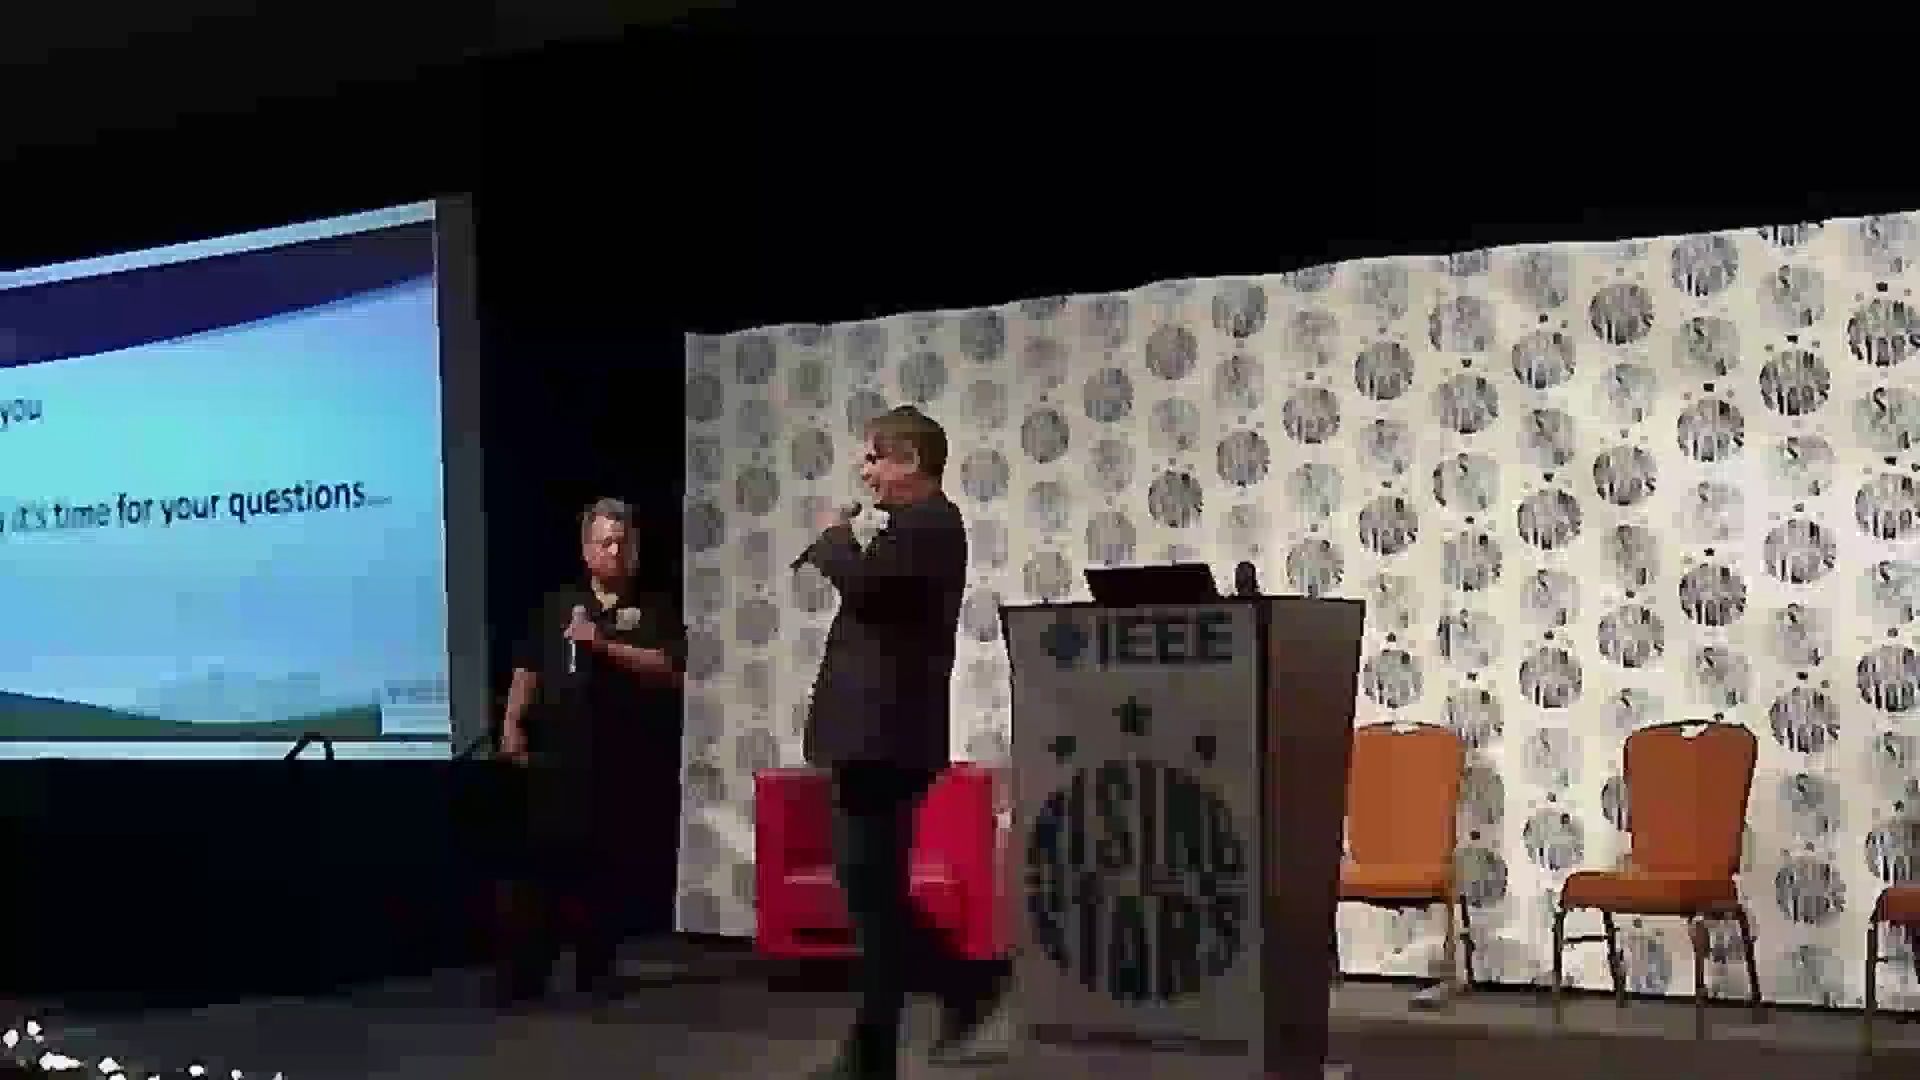 you
it's time for your questions...
IEEE
RISING
STARS